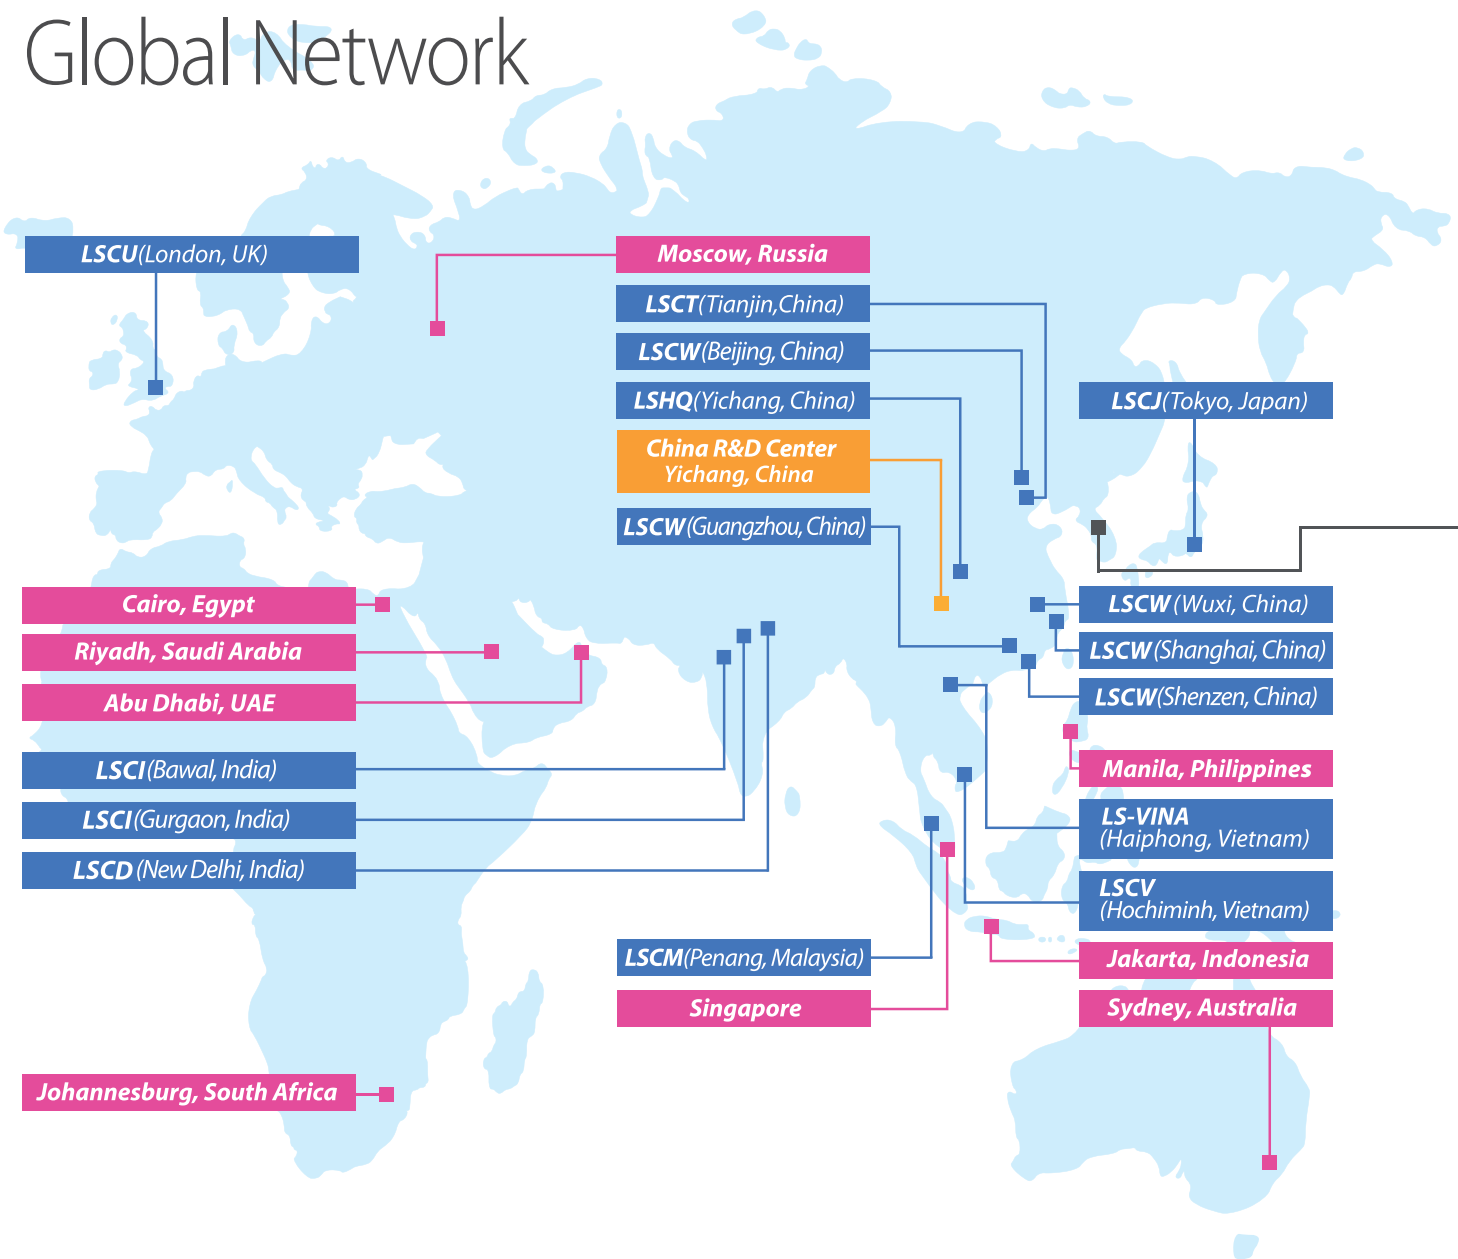 Global Network
LSCU(London, UK)
Moscow, Russia
LSCT(Tianjin,China)
LSCW(Beijing, China)
LSHQ(Yichang, China)
China R&D Center
Yichang, China
LSCW(Guangzhou, China)
LSCJ(Tokyo, Japan)
Cairo, Egypt
Riyadh, Saudi Arabia
Abu Dhabi, UAE
LSCI(Bawal, India)
LSCI(Gurgaon, India)
LSCD(New Delhi, India)
LSCW(Wuxi, China)
LSCW(Shanghai, China)
LSCW(Shenzen, China)
Manila, Philippines
LS-VINA
(Haiphong, Vietnam)
LSCV
(Hochiminh, Vietnam)
LSCM(Penang, Malaysia)
Singapore
Jakarta, Indonesia
Sydney, Australia
Johannesburg, South Africa